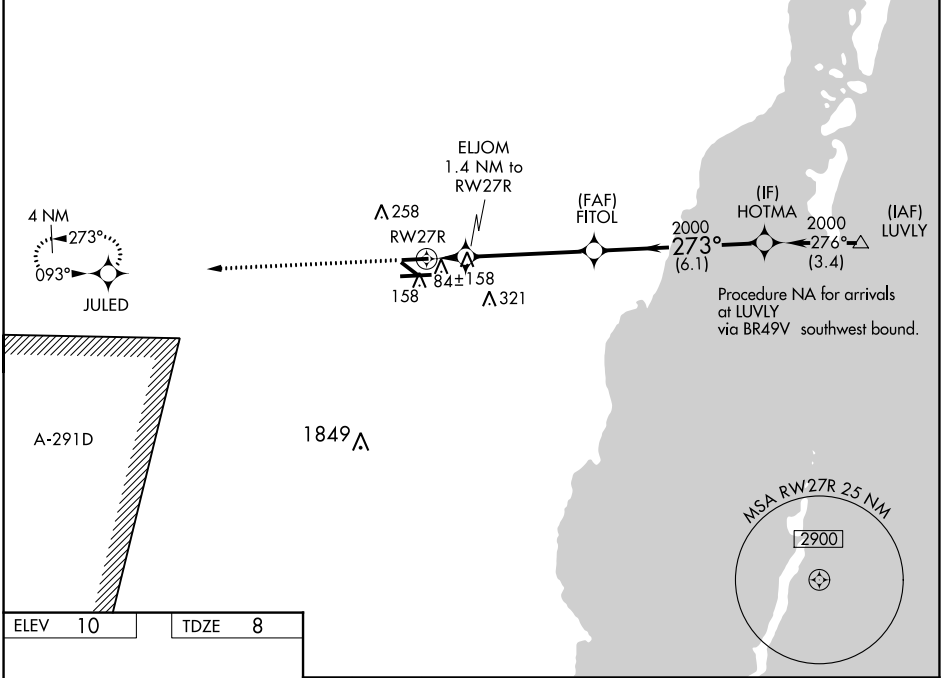 ELJOM
1.4 NM to
RW27R
258
RW27R
(FAF)
FITOL
2000
273°
(6.1)
(IF)
HOTMA
2000
276°
(3.4)
(IAF)
LUVLY
4 NM
273°
093°
JULED
158
84±
158
321
Procedure NA for arrivals
at LUVLY
via BR49V southwest bound.
A-291D
1849
MSA RW27R 25 NM
2900
ELEV 10
TDZE 8